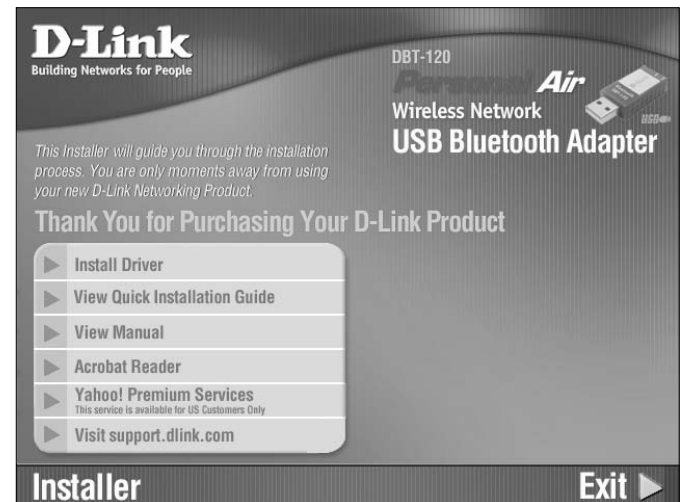 D-Link
Building Networks for People
DBT-120
Personal Air
Wireless Network
USB Bluetooth Adapter
This Installer will guide you through the installation
process. You are only moments away from using
your new D-Link Networking Product.
Thank You for Purchasing Your D-Link Product
Install Driver
View Quick Installation Guide
View Manual
Acrobat Reader
Yahoo! Premium Services
This service is available for US Customers Only
Visit support.dlink.com
Installer
Exit